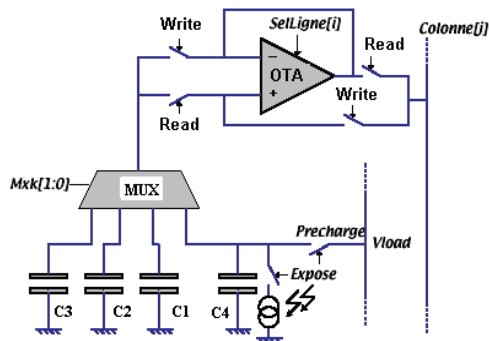 Write
SelLigne[i]
Colonne[j]
Read
−
OTA
+
Write
Read
Mxk[1:0]
MUX
Precharge
Vload
Expose
C3
C2
C1
C4